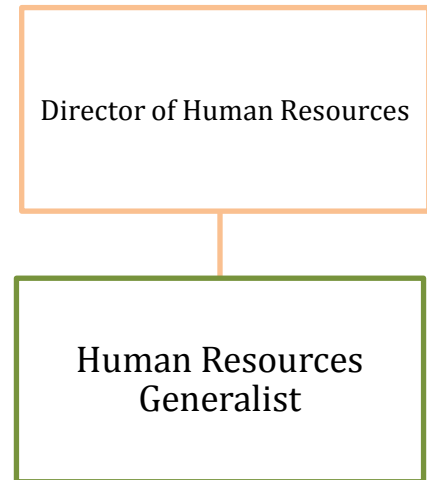 Director of Human Resources
Human Resources
Generalist